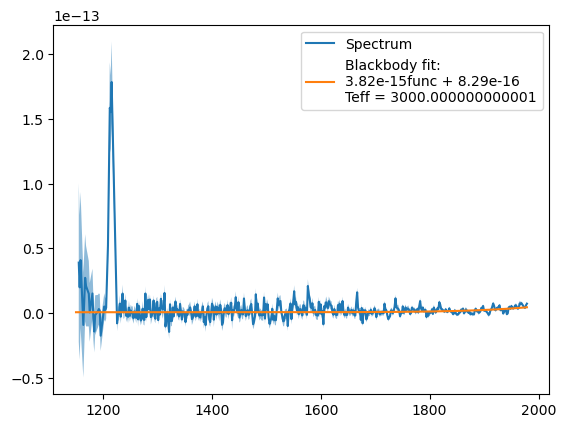 1e−13
2.0
1.5
1.0
0.5
0.0
−0.5
1200
1400
1600
1800
2000
Spectrum
Blackbody fit:
3.82e-15func + 8.29e-16
Teff = 3000.000000000001